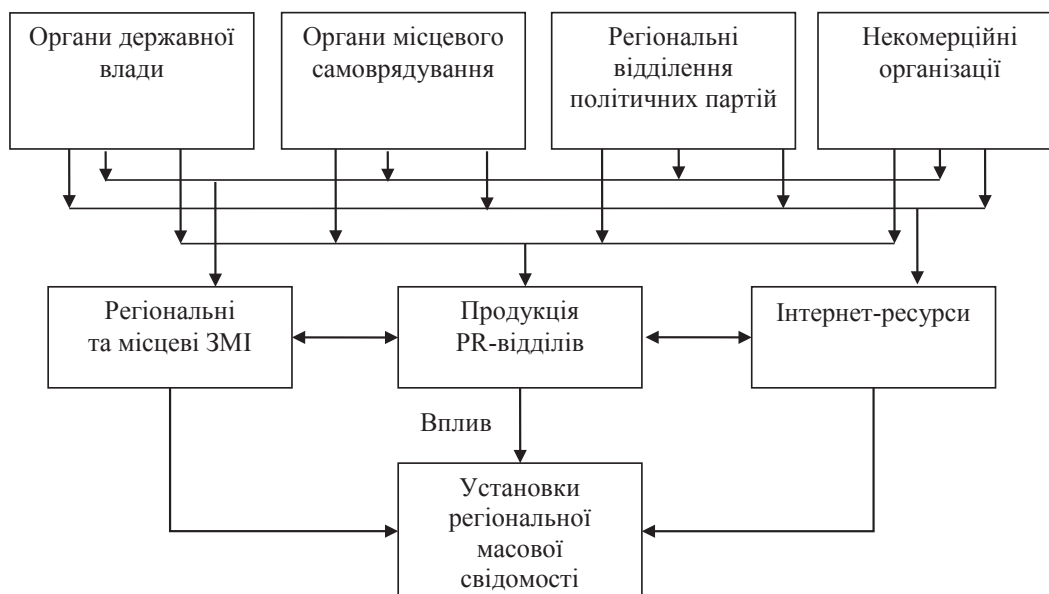 Органи державної
влади
Органи місцевого
самоврядування
Регіональні
відділення
політичних партій
Некомерційні
організації
Регіональні
та місцеві ЗМІ
Продукція
PR-відділів
Інтернет-ресурси
Вплив
Установки
регіональної
масової
свідомості